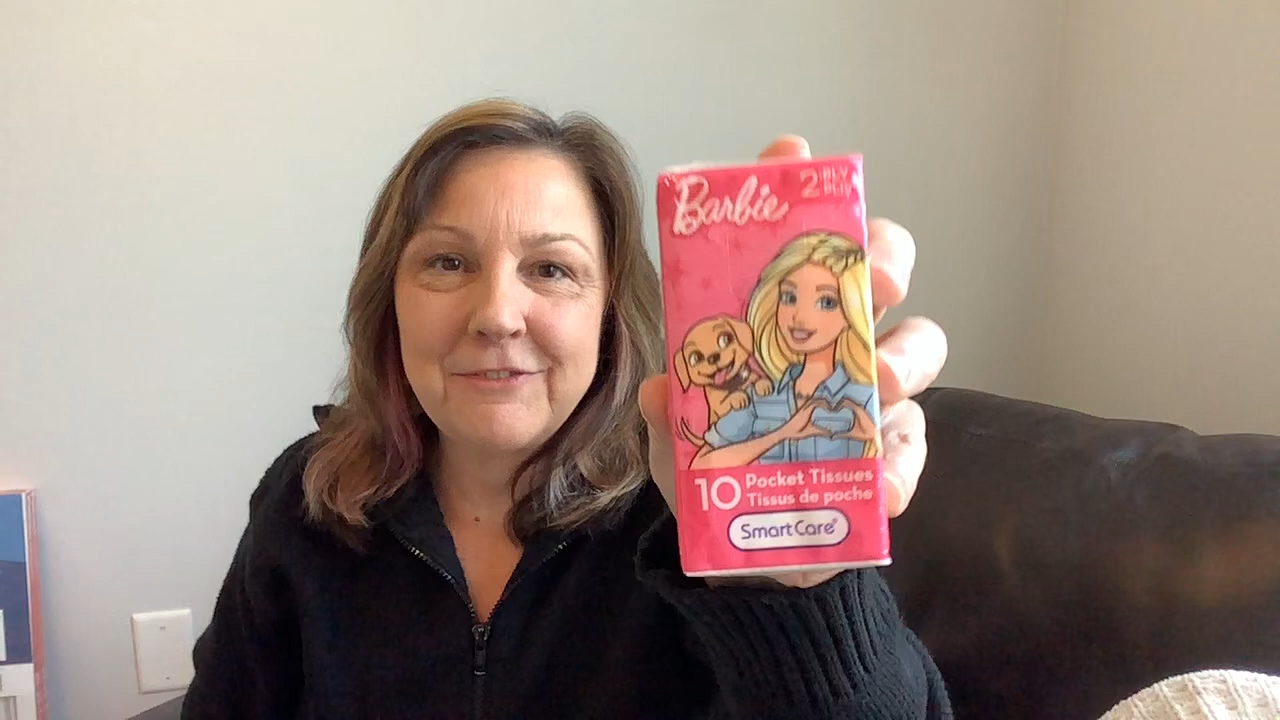 Barbie
2 PLY
PLIS
10 Pocket Tissues
Tissus de poche
SmartCare®